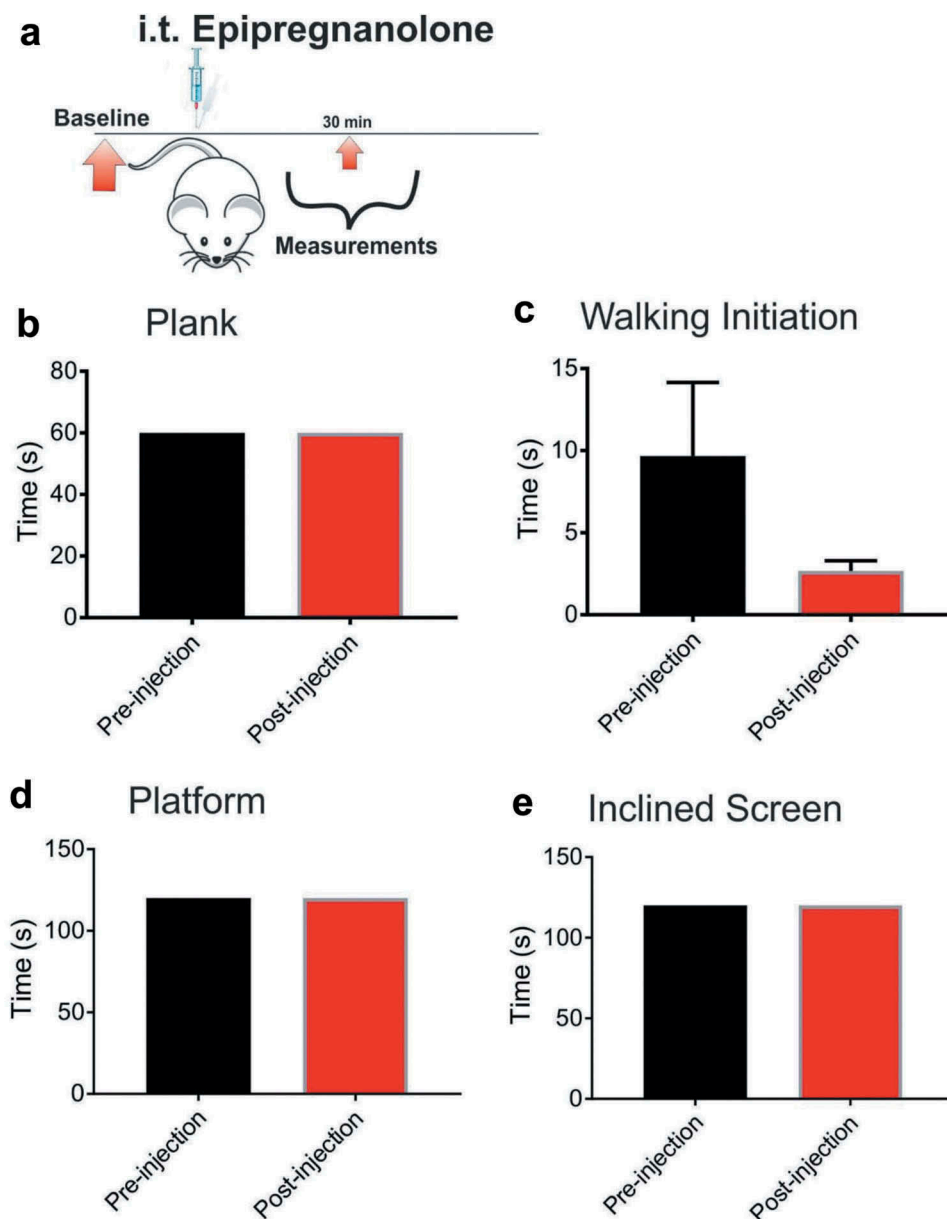 a
i.t. Epipregnanolone
Baseline
30 min
Measurements
b
Plank
80
60
40
20
0
Time (s)
Pre-injection
Post-injection
c
Walking Initiation
15
10
5
0
Time (s)
Pre-injection
Post-injection
d
Platform
150
100
50
0
Time (s)
Pre-injection
Post-injection
e
Inclined Screen
150
100
50
0
Time (s)
Pre-injection
Post-injection